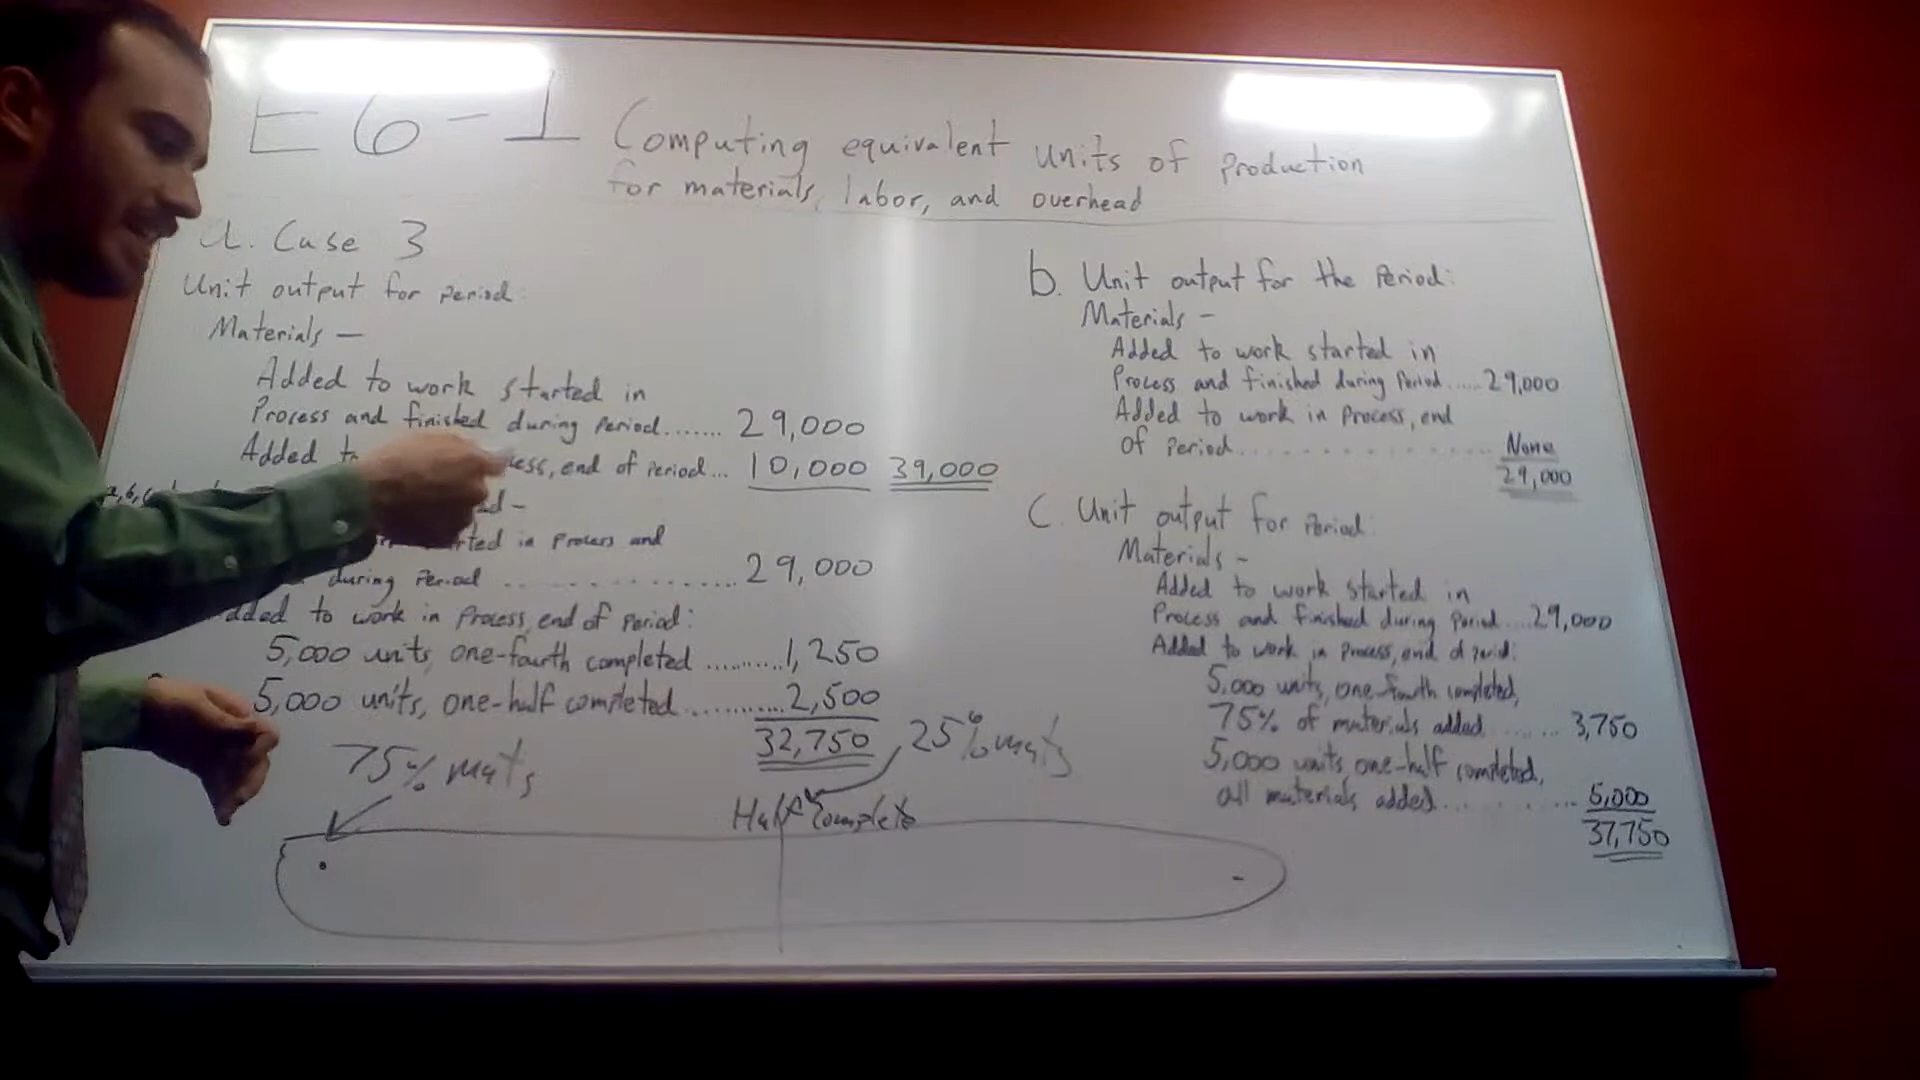 E6-1 Computing equivalent units of production
for materials, labor, and overhead
a. Case 3
Unit output for period:
Materials —
Added to work started in
Process and finished during period....... 29,000
Added to ess, end of period... 10,000 39,000
a, b, c
d -
rted in process and
during Period ............... 29,000
dded to work in process, end of period:
5,000 units, one-fourth completed ........... 1,250
5,000 units, one-half completed............ 2,500
32,750
75% mats
25% mats
Half Complete
b. Unit output for the Period:
Materials -
Added to work started in
Process and finished during period ..... 29,000
Added to work in process, end
of period.................. None
29,000
C. Unit output for Period:
Materials -
Added to work started in
Process and finished during period....29,000
Added to work in process, end of period:
5,000 units, one-fourth completed,
75% of materials added ...... 3,750
5,000 units, one-half completed,
all materials added............ 5,000
37,750